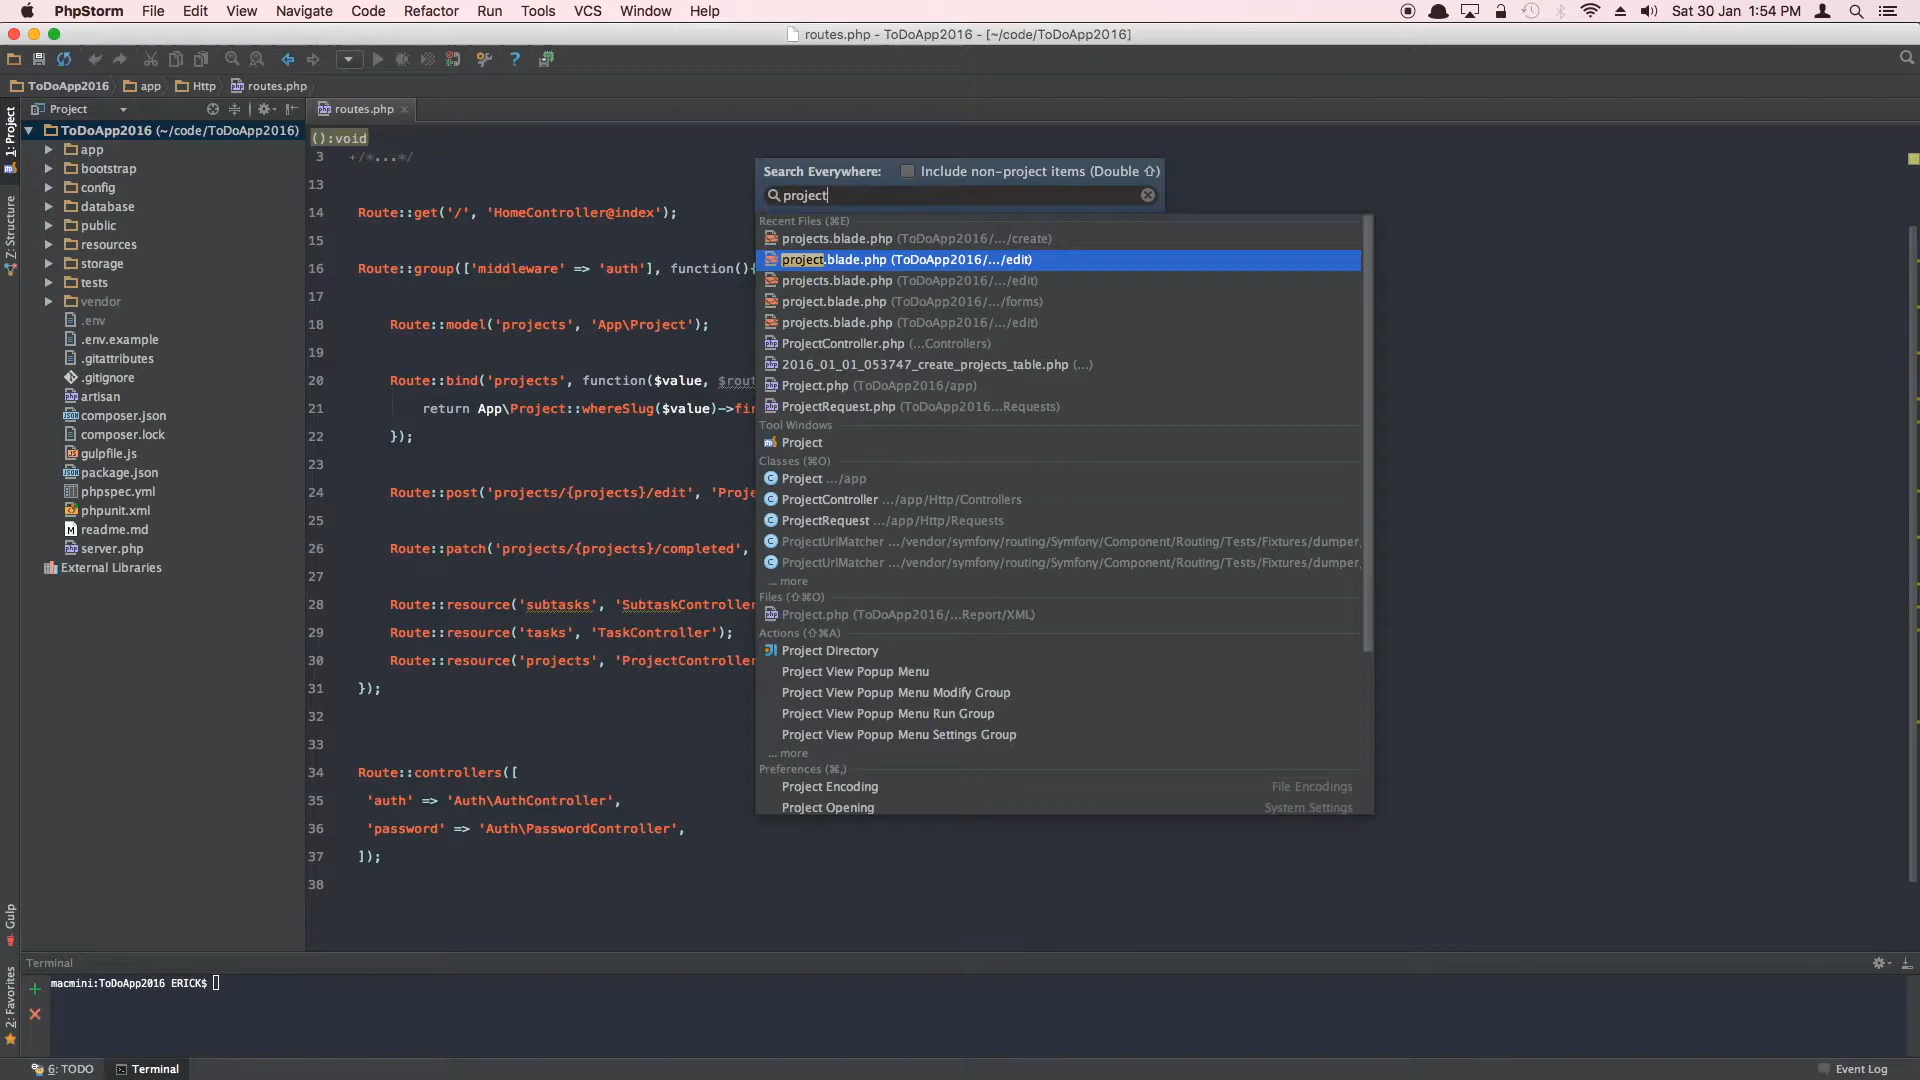 PhpStorm File Edit View Navigate Code Refactor Run Tools VCS Window Help Sat 30 Jan 1:54 PM
routes.php - ToDoApp2016 - [~/code/ToDoApp2016]
ToDoApp2016 app Http routes.php
Project
routes.php
1: Project
Z: Structure
Gulp
2: Favorites
ToDoApp2016 (~/code/ToDoApp2016)
app
bootstrap
config
database
public
resources
storage
tests
vendor
.env
.env.example
.gitattributes
.gitignore
artisan
composer.json
composer.lock
gulpfile.js
package.json
phpspec.yml
phpunit.xml
readme.md
server.php
External Libraries
():void
3 +/*...*/
13
14 Route::get('/', 'HomeController@index');
15
16 Route::group(['middleware' => 'auth'], function(){
17
18 Route::model('projects', 'App\Project');
19
20 Route::bind('projects', function($value, $rout
21 return App\Project::whereSlug($value)->fir
22 });
23
24 Route::post('projects/{projects}/edit', 'Proje
25
26 Route::patch('projects/{projects}/completed',
27
28 Route::resource('subtasks', 'SubtaskController
29 Route::resource('tasks', 'TaskController');
30 Route::resource('projects', 'ProjectController
31 });
32
33
34 Route::controllers([
35 'auth' => 'Auth\AuthController',
36 'password' => 'Auth\PasswordController',
37 ]);
38
Search Everywhere: Include non-project items (Double ⇧)
project
Recent Files (⌘E)
projects.blade.php (ToDoApp2016/.../create)
project.blade.php (ToDoApp2016/.../edit)
projects.blade.php (ToDoApp2016/.../edit)
project.blade.php (ToDoApp2016/.../forms)
projects.blade.php (ToDoApp2016/.../edit)
ProjectController.php (...Controllers)
2016_01_01_053747_create_projects_table.php (...)
Project.php (ToDoApp2016/app)
ProjectRequest.php (ToDoApp2016...Requests)
Tool Windows
Project
Classes (⌘O)
Project .../app
ProjectController .../app/Http/Controllers
ProjectRequest .../app/Http/Requests
ProjectUrlMatcher .../vendor/symfony/routing/Symfony/Component/Routing/Tests/Fixtures/dumper,
ProjectUrlMatcher .../vendor/symfony/routing/Symfony/Component/Routing/Tests/Fixtures/dumper,
... more
Files (⇧⌘O)
Project.php (ToDoApp2016/...Report/XML)
Actions (⇧⌘A)
Project Directory
Project View Popup Menu
Project View Popup Menu Modify Group
Project View Popup Menu Run Group
Project View Popup Menu Settings Group
... more
Preferences (⌘,)
Project Encoding File Encodings
Project Opening System Settings
Terminal
macmini:ToDoApp2016 ERICK$
6: TODO Terminal Event Log